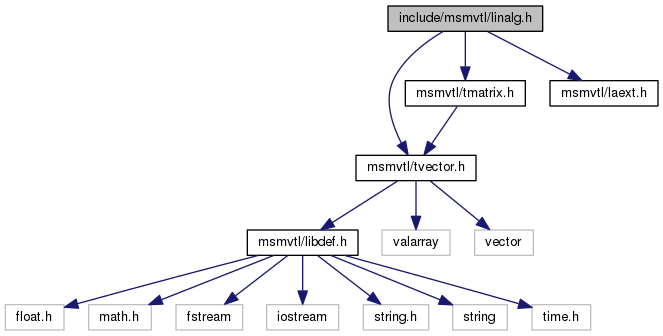 include/msmvtl/linalg.h
msmvtl/tmatrix.h
msmvtl/laext.h
msmvtl/tvector.h
msmvtl/libdef.h
valarray
vector
float.h
math.h
fstream
iostream
string.h
string
time.h